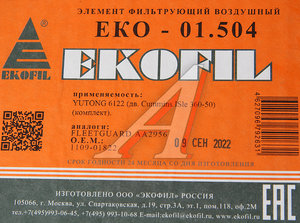 ЭЛЕМЕНТ ФИЛЬТРУЮЩИЙ ВОЗДУШНЫЙ
ЕКО - 01.504
EKOFIL
EKOFIL
применяемость:
YUTONG 6122 (дв. Cummins ISle 360-50)
(комплект).
аналоги:
FLEETGUARD AA2956
O.E.M.:
1109-01822
09 СЕН 2022
СРОК ГОДНОСТИ 24 МЕСЯЦА СО ДНЯ ИЗГОТОВЛЕНИЯ
ИЗГОТОВЛЕНО ООО «ЭКОФИЛ» РОССИЯ
105066, г. Москва, ул. Спартаковская, д.19, стр.3А, эт.1, пом.118, оф.2М
тел.+7(495)993-06-45, +7(495) 993-10-68 E-mail:ekofil@ekofil.ru, ekofil.ru
ЕАС